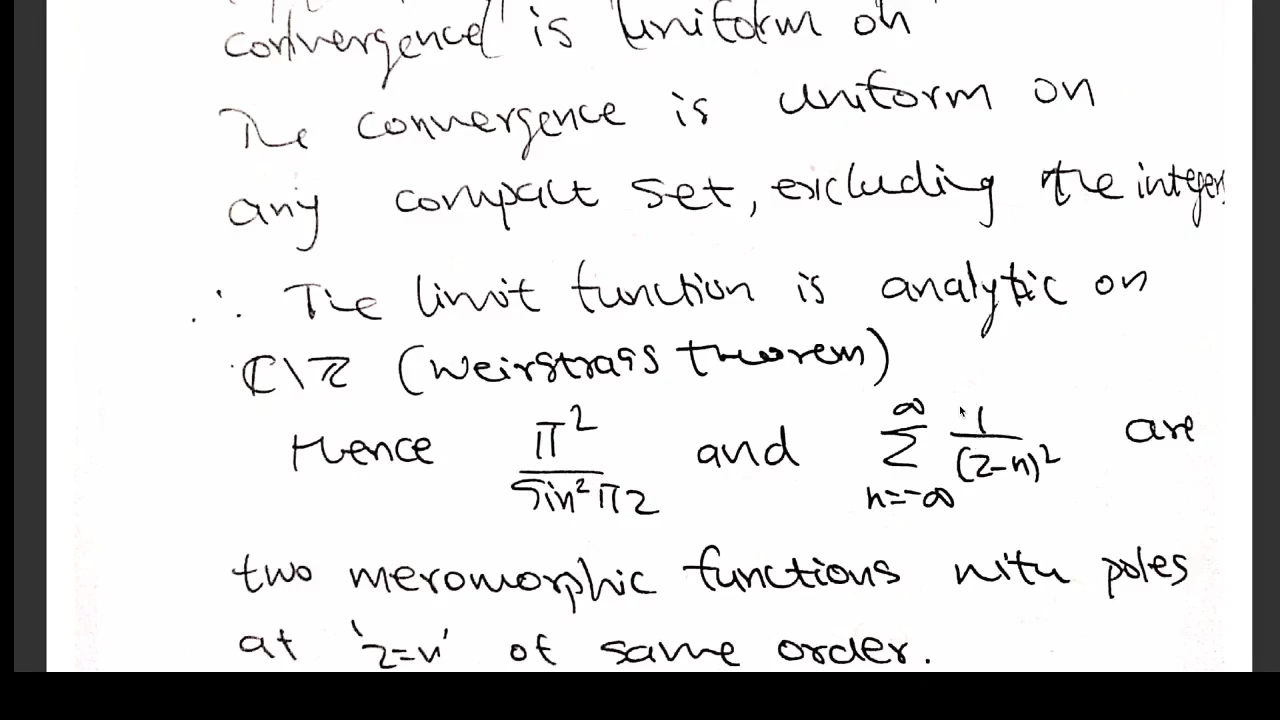 convergence is uniform on
The convergence is uniform on
any compact set, excluding the integers
∴ The limit function is analytic on
ℂ\ℤ (Weirstrass theorem)
Hence π²/Sin²πz and ∑_{n=-∞}^{∞} 1/(z-n)² are
two meromorphic functions with poles
at 'z=n' of same order.